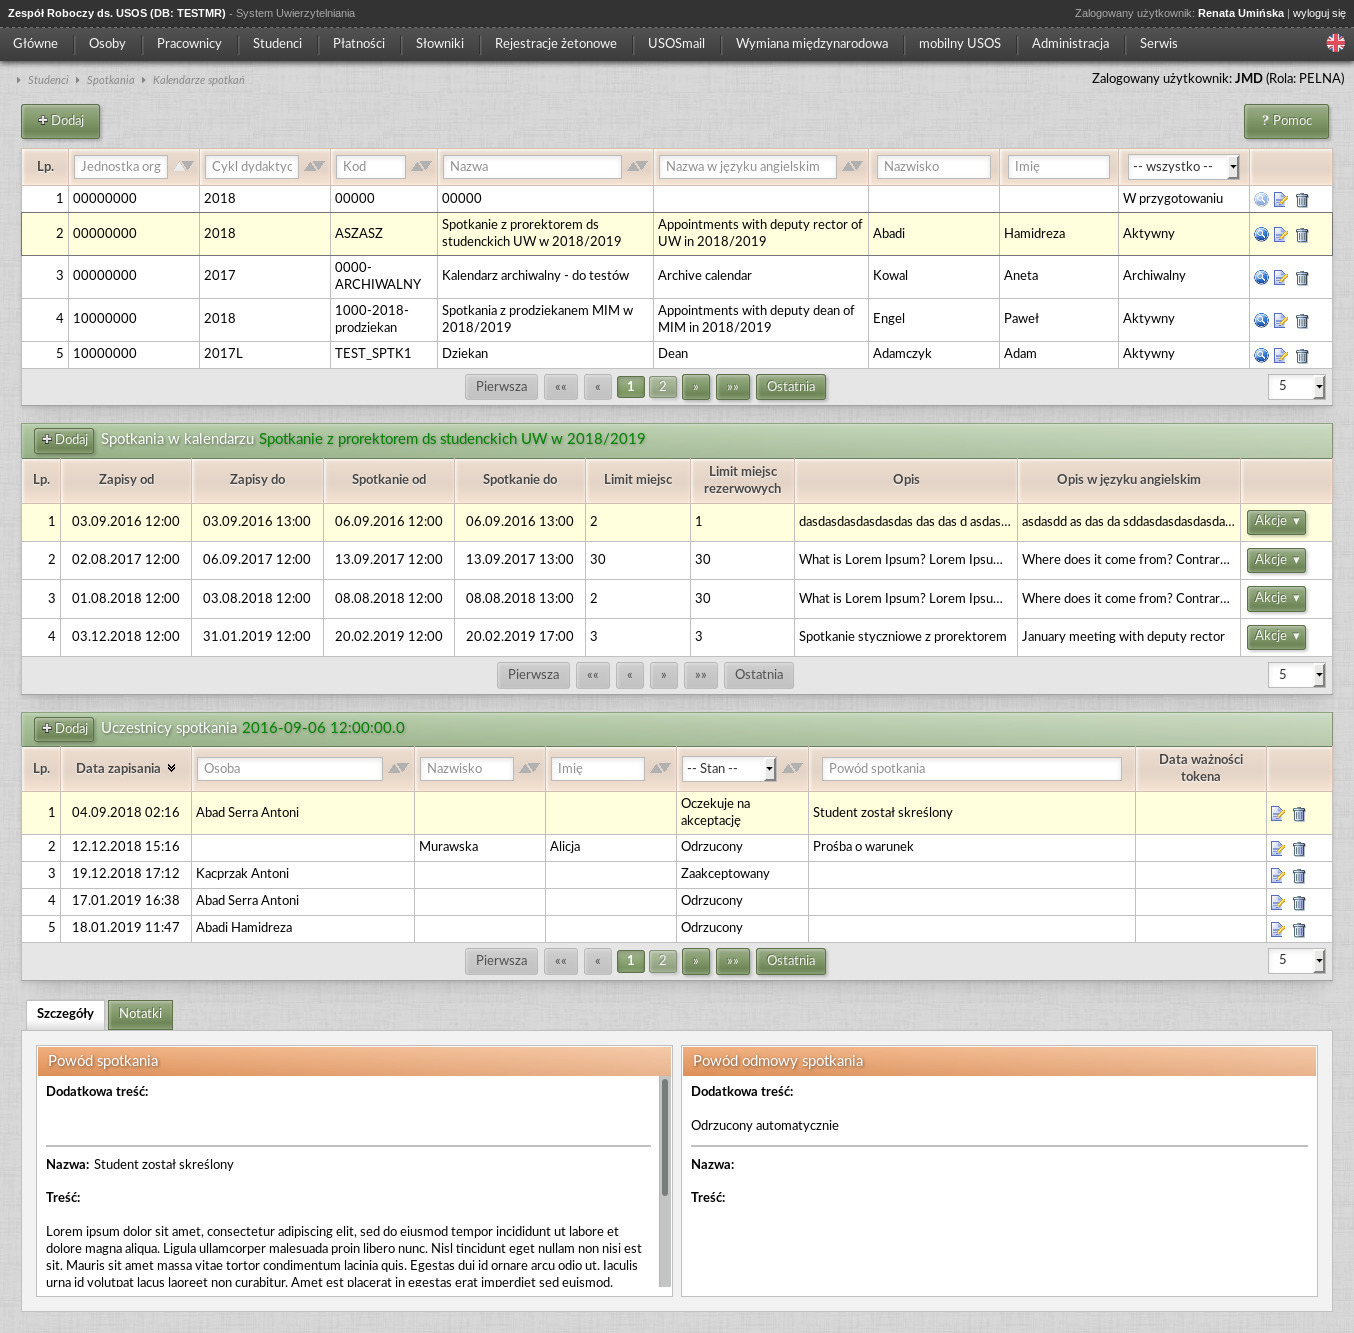 Zespół Roboczy ds. USOS (DB: TESTMR) - System Uwierzytelniania
Zalogowany użytkownik: Renata Umińska | wyloguj się
Główne Osoby Pracownicy Studenci Płatności Słowniki Rejestracje żetonowe USOSmail Wymiana międzynarodowa mobilny USOS Administracja Serwis
Studenci Spotkania Kalendarze spotkań
Zalogowany użytkownik: JMD (Rola: PELNA)
Dodaj
? Pomoc
Lp. Jednostka org Cykl dydaktyc Kod Nazwa Nazwa w języku angielskim Nazwisko Imię -- wszystko --
1 00000000 2018 00000 00000 W przygotowaniu
2 00000000 2018 ASZASZ Spotkanie z prorektorem ds studenckich UW w 2018/2019 Appointments with deputy rector of UW in 2018/2019 Abadi Hamidreza Aktywny
3 00000000 2017 0000-ARCHIWALNY Kalendarz archiwalny - do testów Archive calendar Kowal Aneta Archiwalny
4 10000000 2018 1000-2018-prodziekan Spotkania z prodziekanem MIM w 2018/2019 Appointments with deputy dean of MIM in 2018/2019 Engel Paweł Aktywny
5 10000000 2017L TEST_SPTK1 Dziekan Dean Adamczyk Adam Aktywny
Pierwsza «« « 1 2 » »» Ostatnia 5
Dodaj Spotkania w kalendarzu Spotkanie z prorektorem ds studenckich UW w 2018/2019
Lp. Zapisy od Zapisy do Spotkanie od Spotkanie do Limit miejsc Limit miejsc rezerwowych Opis Opis w języku angielskim
1 03.09.2016 12:00 03.09.2016 13:00 06.09.2016 12:00 06.09.2016 13:00 2 1 dasdasdasdasdasdas das das d asdas... asdasdd as das da sddasdasdasdasda... Akcje ▼
2 02.08.2017 12:00 06.09.2017 12:00 13.09.2017 12:00 13.09.2017 13:00 30 30 What is Lorem Ipsum? Lorem Ipsu... Where does it come from? Contrar... Akcje ▼
3 01.08.2018 12:00 03.08.2018 12:00 08.08.2018 12:00 08.08.2018 13:00 2 30 What is Lorem Ipsum? Lorem Ipsu... Where does it come from? Contrar... Akcje ▼
4 03.12.2018 12:00 31.01.2019 12:00 20.02.2019 12:00 20.02.2019 17:00 3 3 Spotkanie styczniowe z prorektorem January meeting with deputy rector Akcje ▼
Pierwsza «« « » »» Ostatnia 5
Dodaj Uczestnicy spotkania 2016-09-06 12:00:00.0
Lp. Data zapisania Osoba Nazwisko Imię -- Stan -- Powód spotkania Data ważności tokena
1 04.09.2018 02:16 Abad Serra Antoni Oczekuje na akceptację Student został skreślony
2 12.12.2018 15:16 Murawska Alicja Odrzucony Prośba o warunek
3 19.12.2018 17:12 Kacprzak Antoni Zaakceptowany
4 17.01.2019 16:38 Abad Serra Antoni Odrzucony
5 18.01.2019 11:47 Abadi Hamidreza Odrzucony
Pierwsza «« « 1 2 » »» Ostatnia 5
Szczegóły Notatki
Powód spotkania
Dodatkowa treść:
Nazwa: Student został skreślony
Treść:
Lorem ipsum dolor sit amet, consectetur adipiscing elit, sed do eiusmod tempor incididunt ut labore et
dolore magna aliqua. Ligula ullamcorper malesuada proin libero nunc. Nisl tincidunt eget nullam non nisi est
sit. Mauris sit amet massa vitae tortor condimentum lacinia quis. Egestas dui id ornare arcu odio ut. Iaculis
urna id volutpat lacus laoreet non curabitur. Amet est placerat in egestas erat imperdiet sed euismod.
Powód odmowy spotkania
Dodatkowa treść:
Odrzucony automatycznie
Nazwa:
Treść: